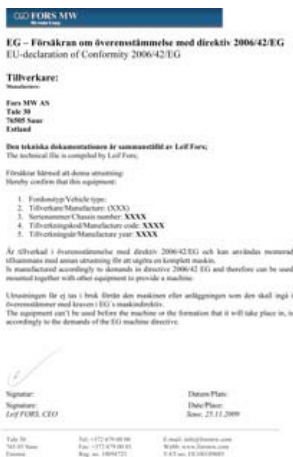 FORS MW
EG – Försäkran om överensstämmelse med direktiv 2006/42/EG
EU-declaration of Conformity 2006/42/EG
Tillverkare:
Manufacturer:
Fors MW AS
Tule 30
76505 Saue
Estland
Den tekniska dokumentationen är sammanställd av Leif Fors;
The technical file is compiled by Leif Fors;
Försäkrar härmed att denna utrustning:
Hereby confirm that this equipment:
1. Fordonstyp/Vehicle type:
2. Tillverkare/Manufacture: (XXX)
3. Serienummer/Chassis number: XXXX
4. Tillverkningskod/Manufacture code: XXXX
5. Tillverkningsår/Manufacture year: XXXX
Är tillverkad i överensstämmelse med direktiv 2006/42/EG och kan användas monterad
tillsammans med annan utrustning för att utgöra en komplett maskin.
Is manufactured accordingly to demands in directive 2006/42 EG and therefore can be used
mounted together with other equipment to provide a machine.
Utrustningen får ej tas i bruk förrän den maskinen eller anläggningen som den skall ingå i
överensstämmer med kraven i EG´s maskindirektiv.
The equipment can't be used before the machine or the formation that it will take place in, is
accordingly to the demands of the EG machine directive.
Signatur: Datum/Plats:
Signature: Date/Place:
Leif FORS, CEO Saue, 25.11.2009
Tule 30
765 05 Saue
Estonia